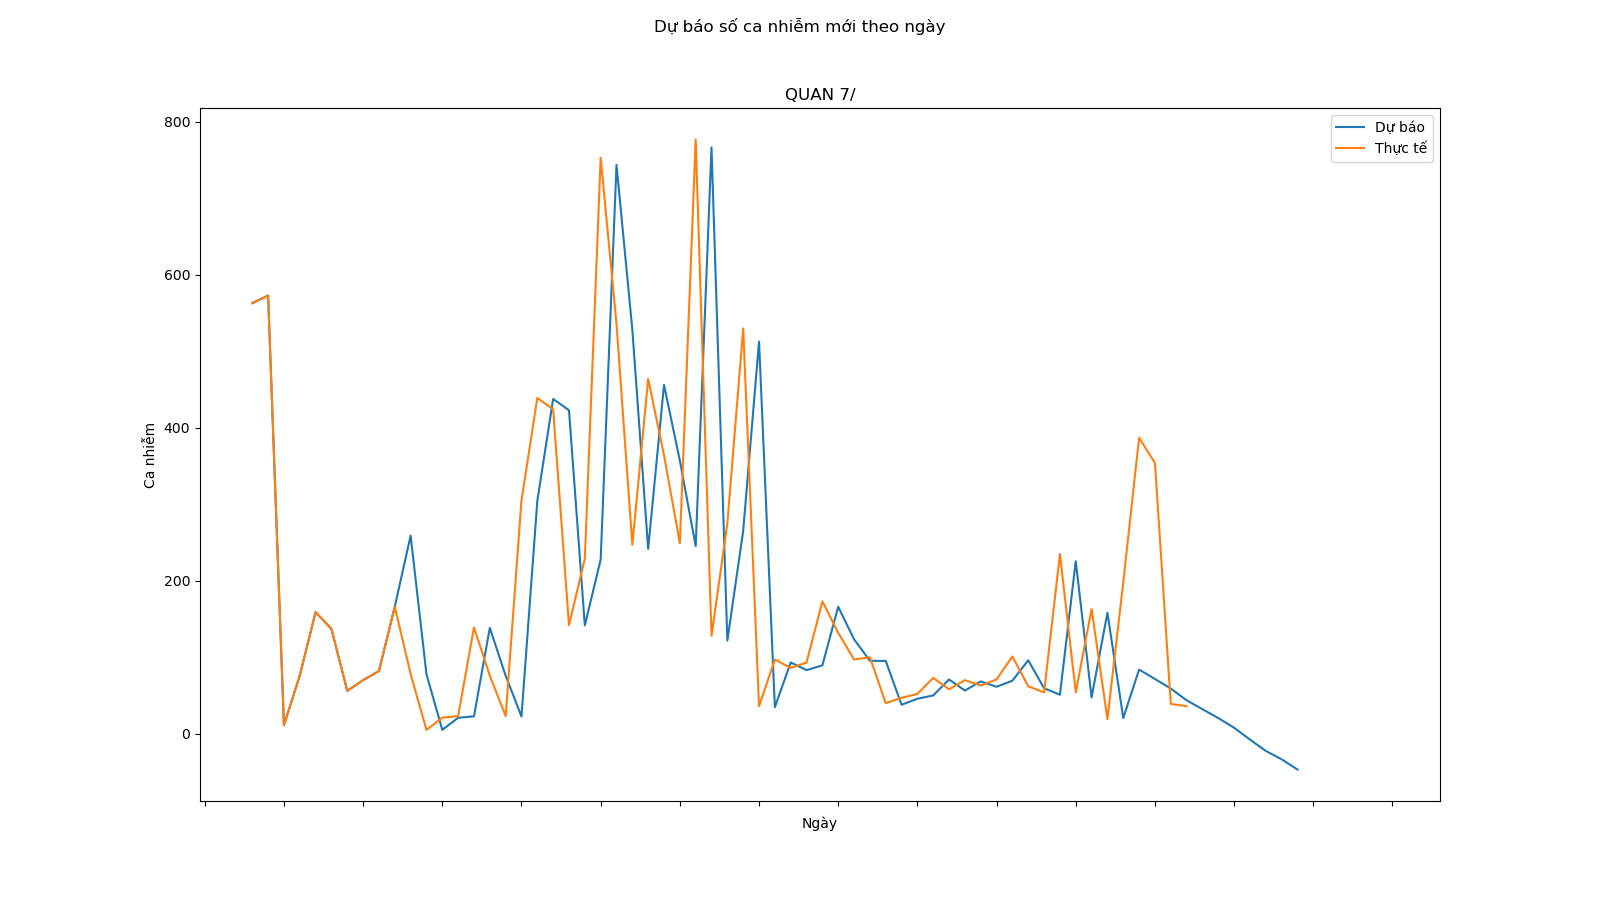 Dự báo số ca nhiễm mới theo ngày
QUAN 7/
800
600
400
200
0
Ca nhiễm
Dự báo
Thực tế
Ngày